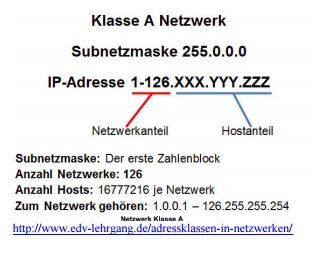 Klasse A Netzwerk
Subnetzmaske 255.0.0.0
IP-Adresse 1-126.XXX.YYY.ZZZ
Netzwerkanteil Hostanteil
Subnetzmaske: Der erste Zahlenblock
Anzahl Netzwerke: 126
Anzahl Hosts: 16777216 je Netzwerk
Zum Netzwerk gehören: 1.0.0.1 – 126.255.255.254
Netzwerk Klasse A
http://www.edv-lehrgang.de/adressklassen-in-netzwerken/